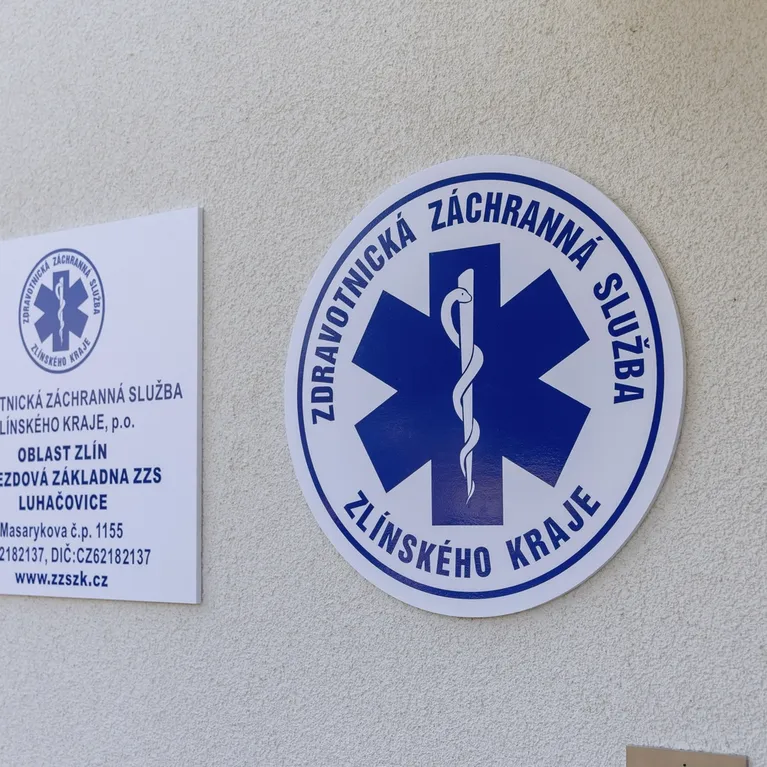 ZDRAVOTNICKÁ ZÁCHRANNÁ SLUŽBA
ZLÍNSKÉHO KRAJE
TNICKÁ ZÁCHRANNÁ SLUŽBA
LÍNSKÉHO KRAJE, p.o.
OBLAST ZLÍN
EZDOVÁ ZÁKLADNA ZZS
LUHAČOVICE
Masarykova č.p. 1155
2182137, DIČ:CZ62182137
www.zzszk.cz
ZDRAVOTNICKÁ ZÁCHRANNÁ SLUŽBA
ZLÍNSKÉHO KRAJE